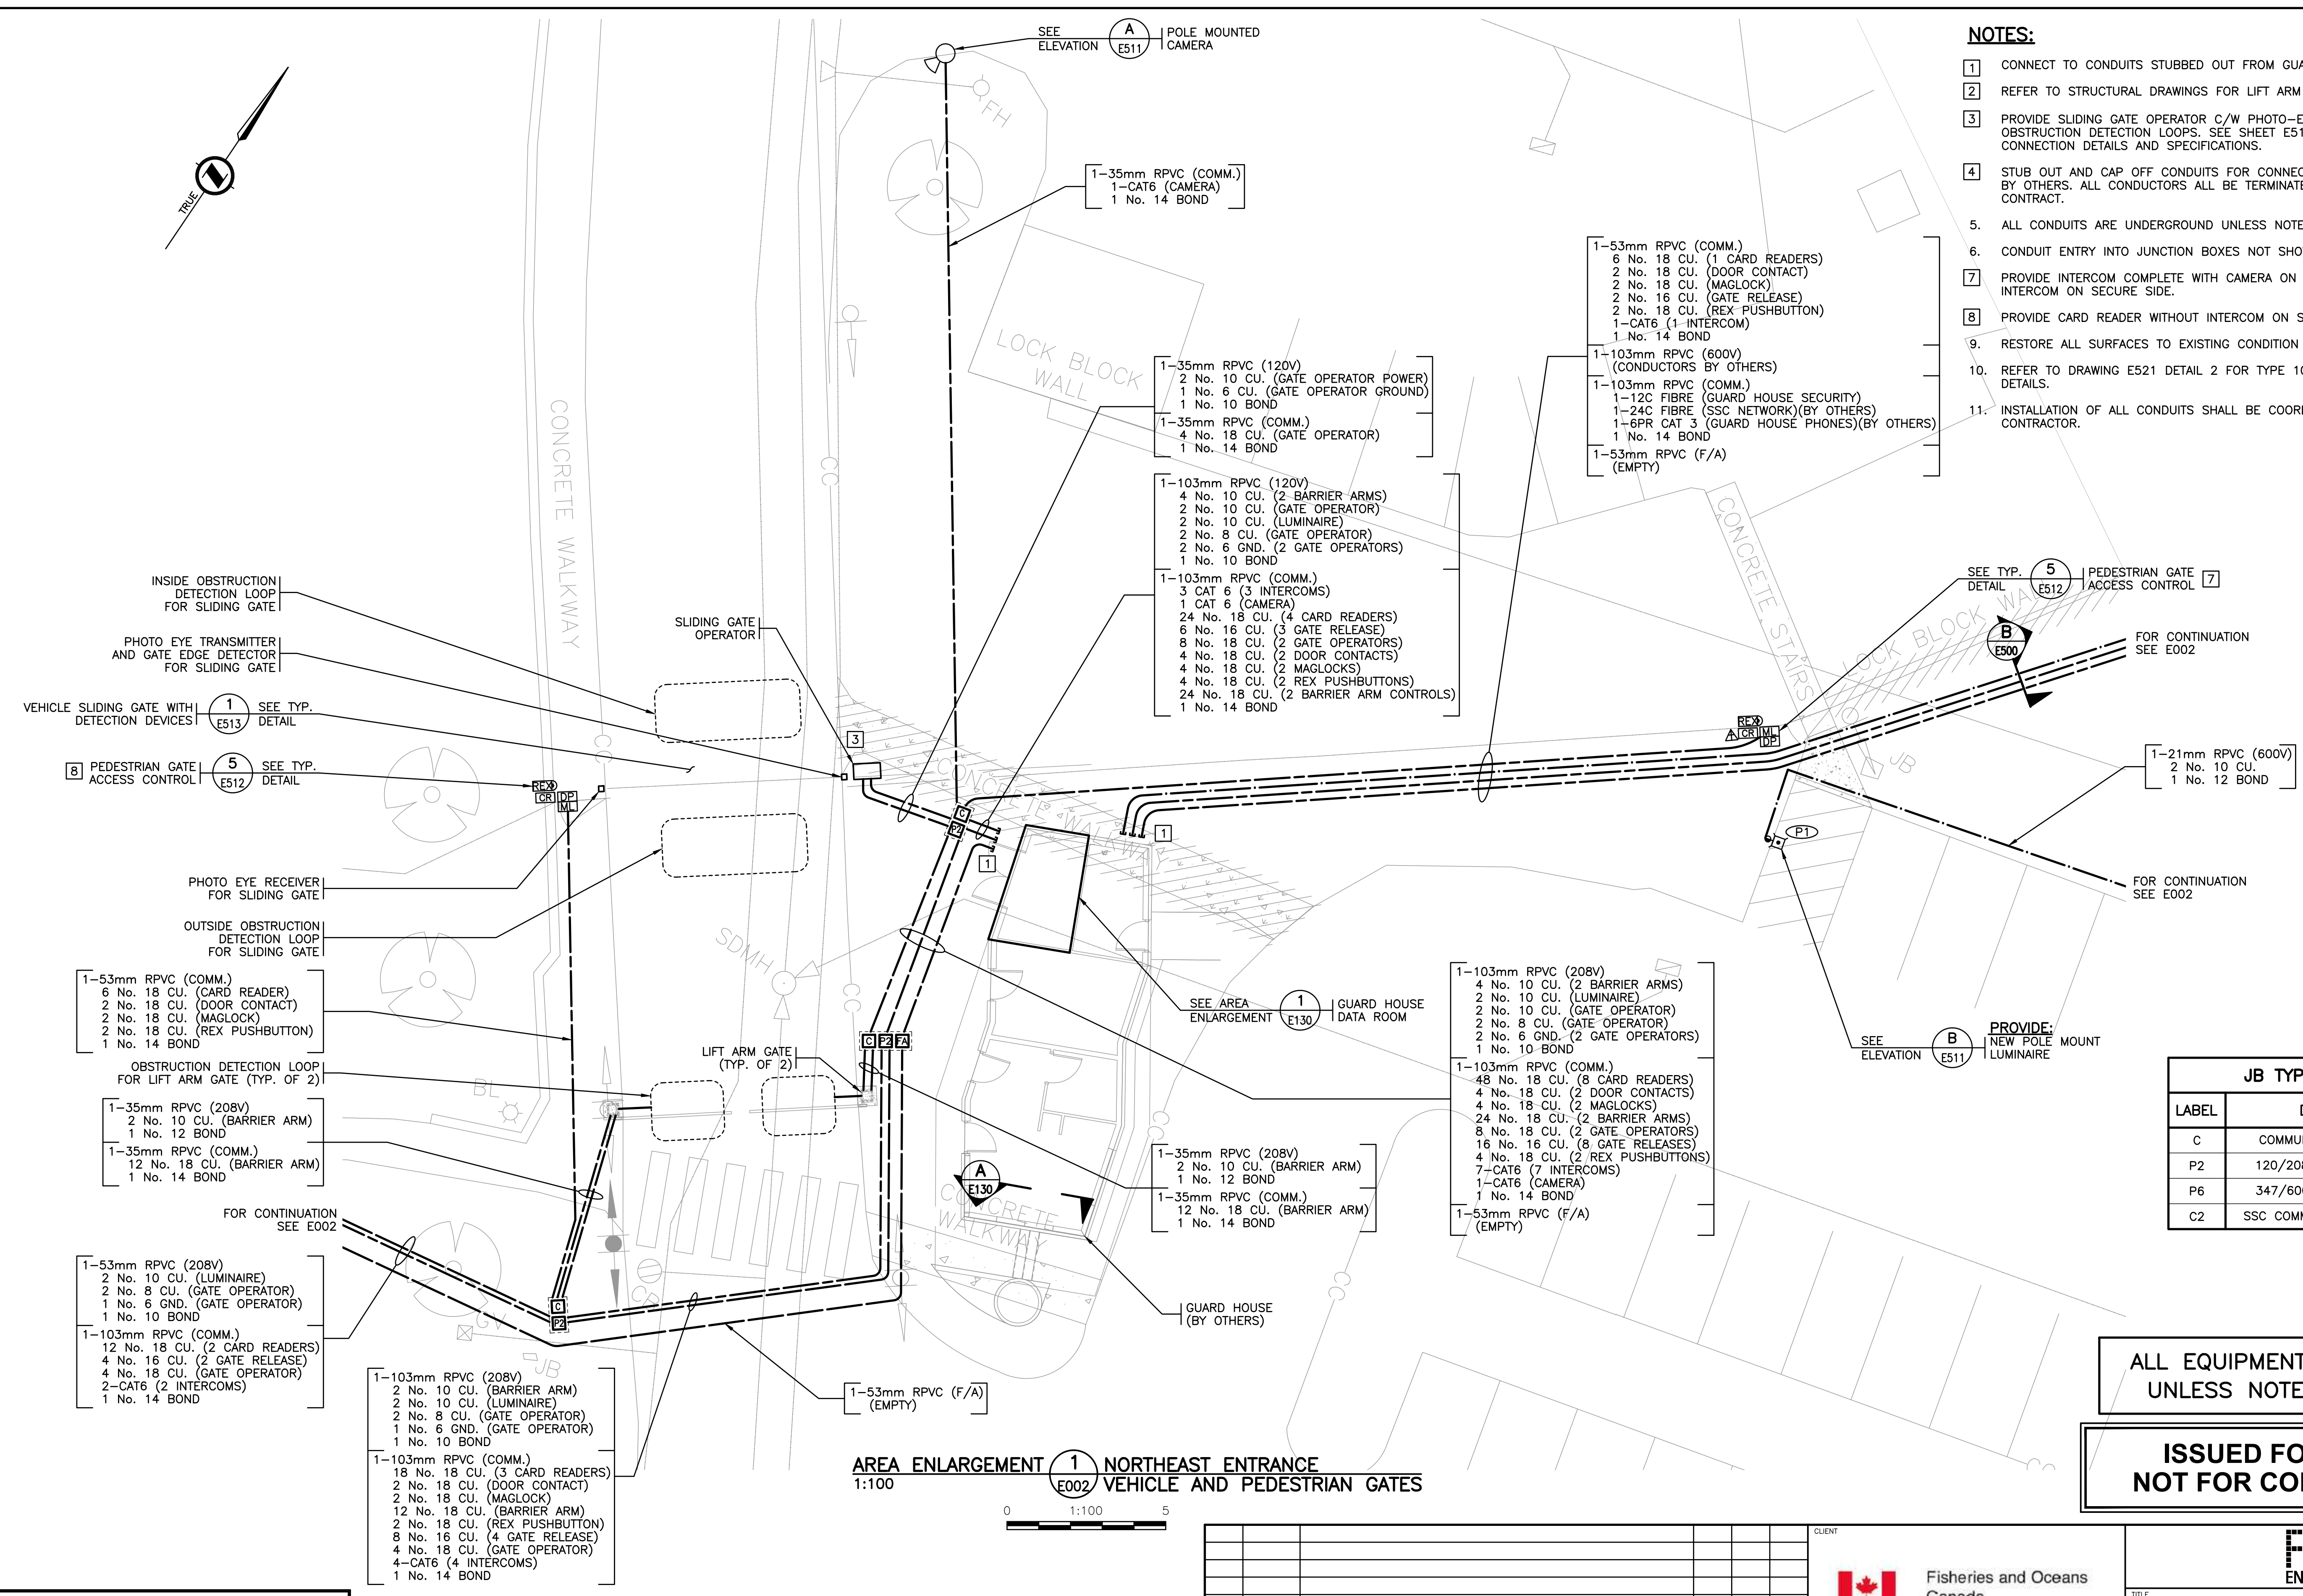 SEE
ELEVATION
A
E511
POLE MOUNTED
CAMERA
TRUE
FH
1-35mm RPVC (COMM.)
1-CAT6 (CAMERA)
1 No. 14 BOND
NOTES:
1 CONNECT TO CONDUITS STUBBED OUT FROM
2 REFER TO STRUCTURAL DRAWINGS FOR LIFT ARM
3 PROVIDE SLIDING GATE OPERATOR C/W
OBSTRUCTION DETECTION LOOPS. SEE SHEET
CONNECTION DETAILS AND SPECIFICATIONS.
4 STUB OUT AND CAP OFF CONDUITS FOR
BY OTHERS. ALL CONDUCTORS ALL BE
CONTRACT.
5. ALL CONDUITS ARE UNDERGROUND UNLESS
6. CONDUIT ENTRY INTO JUNCTION BOXES NOT
7 PROVIDE INTERCOM COMPLETE WITH CAMERA ON
INTERCOM ON SECURE SIDE.
8 PROVIDE CARD READER WITHOUT INTERCOM ON
9. RESTORE ALL SURFACES TO EXISTING CONDITION
10. REFER TO DRAWING E521 DETAIL 2 FOR TYPE
DETAILS.
11. INSTALLATION OF ALL CONDUITS SHALL BE
CONTRACTOR.
1-53mm RPVC (COMM.)
6 No. 18 CU. (1 CARD READERS)
2 No. 18 CU. (DOOR CONTACT)
2 No. 18 CU. (MAGLOCK)
2 No. 16 CU. (GATE RELEASE)
2 No. 18 CU. (REX PUSHBUTTON)
1-CAT6 (1 INTERCOM)
1 No. 14 BOND
1-103mm RPVC (600V)
(CONDUCTORS BY OTHERS)
1-103mm RPVC (COMM.)
1-12C FIBRE (GUARD HOUSE SECURITY)
1-24C FIBRE (SSC NETWORK)(BY OTHERS)
1-6PR CAT 3 (GUARD HOUSE PHONES)(BY OTHERS)
1 No. 14 BOND
1-53mm RPVC (F/A)
(EMPTY)
LOCK BLOCK
WALL
1-35mm RPVC (120V)
2 No. 10 CU. (GATE OPERATOR POWER)
1 No. 6 CU. (GATE OPERATOR GROUND)
1 No. 10 BOND
1-35mm RPVC (COMM.)
4 No. 18 CU. (GATE OPERATOR)
1 No. 14 BOND
CONCRETE WALKWAY
CC
1-103mm RPVC (120V)
4 No. 10 CU. (2 BARRIER ARMS)
2 No. 10 CU. (GATE OPERATOR)
2 No. 10 CU. (LUMINAIRE)
2 No. 8 CU. (GATE OPERATOR)
2 No. 6 GND. (2 GATE OPERATORS)
1 No. 10 BOND
1-103mm RPVC (COMM.)
3 CAT 6 (3 INTERCOMS)
1 CAT 6 (CAMERA)
24 No. 18 CU. (4 CARD READERS)
6 No. 16 CU. (3 GATE RELEASE)
8 No. 18 CU. (2 GATE OPERATORS)
4 No. 18 CU. (2 DOOR CONTACTS)
4 No. 18 CU. (2 MAGLOCKS)
4 No. 18 CU. (2 REX PUSHBUTTONS)
24 No. 18 CU. (2 BARRIER ARM CONTROLS)
1 No. 14 BOND
CONCRETE STAIRS
INSIDE OBSTRUCTION
DETECTION LOOP
FOR SLIDING GATE
SEE TYP.
DETAIL
5
E512
PEDESTRIAN GATE
ACCESS CONTROL 7
SLIDING GATE
OPERATOR
PHOTO EYE TRANSMITTER
AND GATE EDGE DETECTOR
FOR SLIDING GATE
LOCK BLOCK WALL
B
E500
FOR CONTINUATION
SEE E002
VEHICLE SLIDING GATE WITH
DETECTION DEVICES
1
E513
SEE TYP.
DETAIL
CC
3
REX
CR ML
DP
JB
8 PEDESTRIAN GATE
ACCESS CONTROL
5
E512
SEE TYP.
DETAIL
REX
CR DP
ML
CONCRETE WALKWAY
C
P2
1
1
P1
1-21mm RPVC (600V)
2 No. 10 CU.
1 No. 12 BOND
PHOTO EYE RECEIVER
FOR SLIDING GATE
FOR CONTINUATION
SEE E002
OUTSIDE OBSTRUCTION
DETECTION LOOP
FOR SLIDING GATE
SDMH
1-53mm RPVC (COMM.)
6 No. 18 CU. (CARD READER)
2 No. 18 CU. (DOOR CONTACT)
2 No. 18 CU. (MAGLOCK)
2 No. 18 CU. (REX PUSHBUTTON)
1 No. 14 BOND
CC
SEE AREA
ENLARGEMENT
1
E130
GUARD HOUSE
DATA ROOM
1-103mm RPVC (208V)
4 No. 10 CU. (2 BARRIER ARMS)
2 No. 10 CU. (LUMINAIRE)
2 No. 10 CU. (GATE OPERATOR)
2 No. 8 CU. (GATE OPERATOR)
2 No. 6 GND. (2 GATE OPERATORS)
1 No. 10 BOND
1-103mm RPVC (COMM.)
48 No. 18 CU. (8 CARD READERS)
4 No. 18 CU. (2 DOOR CONTACTS)
4 No. 18 CU. (2 MAGLOCKS)
24 No. 18 CU. (2 BARRIER ARMS)
8 No. 18 CU. (2 GATE OPERATORS)
16 No. 16 CU. (8 GATE RELEASES)
4 No. 18 CU. (2 REX PUSHBUTTONS)
7-CAT6 (7 INTERCOMS)
1-CAT6 (CAMERA)
1 No. 14 BOND
1-53mm RPVC (F/A)
(EMPTY)
SEE
ELEVATION
B
E511
PROVIDE:
NEW POLE MOUNT
LUMINAIRE
C P2 FA
LIFT ARM GATE
(TYP. OF 2)
OBSTRUCTION DETECTION LOOP
FOR LIFT ARM GATE (TYP. OF 2)
BL
CC
1-35mm RPVC (208V)
2 No. 10 CU. (BARRIER ARM)
1 No. 12 BOND
1-35mm RPVC (COMM.)
12 No. 18 CU. (BARRIER ARM)
1 No. 14 BOND
JB
LABEL
C
P2 120/208
P6
C2 SSC
A
E130
CONCRETE
WALKWAY
1-35mm RPVC (208V)
2 No. 10 CU. (BARRIER ARM)
1 No. 12 BOND
1-35mm RPVC (COMM.)
12 No. 18 CU. (BARRIER ARM)
1 No. 14 BOND
FOR CONTINUATION
SEE E002
1-53mm RPVC (208V)
2 No. 10 CU. (LUMINAIRE)
2 No. 8 CU. (GATE OPERATOR)
1 No. 6 GND. (GATE OPERATOR)
1 No. 10 BOND
1-103mm RPVC (COMM.)
12 No. 18 CU. (2 CARD READERS)
4 No. 16 CU. (2 GATE RELEASE)
4 No. 18 CU. (GATE OPERATOR)
2-CAT6 (2 INTERCOMS)
1 No. 14 BOND
C
P2
CB
CC
CC
GV
JB
GUARD HOUSE
(BY OTHERS)
1-103mm RPVC (208V)
2 No. 10 CU. (BARRIER ARM)
2 No. 10 CU. (LUMINAIRE)
2 No. 8 CU. (GATE OPERATOR)
1 No. 6 GND. (GATE OPERATOR)
1 No. 10 BOND
1-103mm RPVC (COMM.)
18 No. 18 CU. (3 CARD READERS)
2 No. 18 CU. (DOOR CONTACT)
2 No. 18 CU. (MAGLOCK)
12 No. 18 CU. (BARRIER ARM)
2 No. 18 CU. (REX PUSHBUTTON)
8 No. 16 CU. (4 GATE RELEASE)
4 No. 18 CU. (GATE OPERATOR)
4-CAT6 (4 INTERCOMS)
1 No. 14 BOND
1-53mm RPVC (F/A)
(EMPTY)
ALL EQUIPMENT
UNLESS
ISSUED
NOT FOR
CC
AREA ENLARGEMENT
1:100
1
E002
NORTHEAST ENTRANCE
VEHICLE AND PEDESTRIAN GATES
0 1:100 5
CLIENT
Fisheries and Oceans
Canada
TITLE